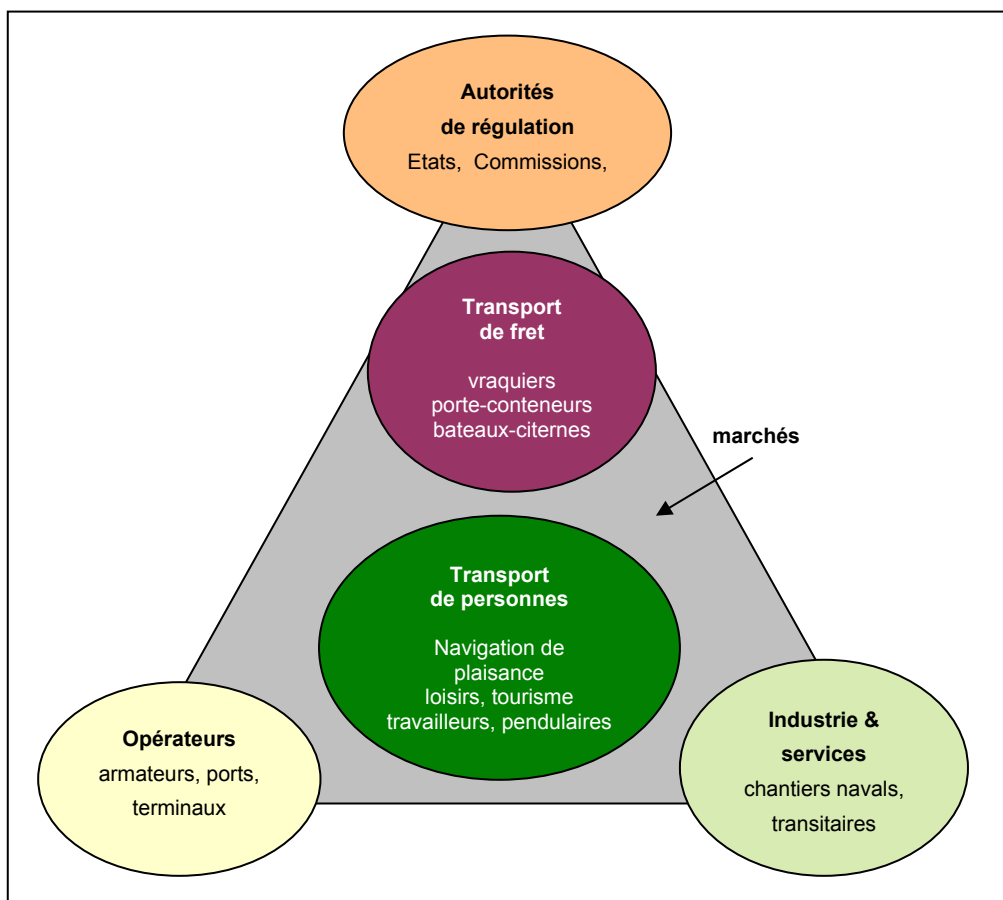 Autorités
de régulation
Etats, Commissions,
Transport
de fret
vraquiers
porte-conteneurs
bateaux-citernes
marchés
Transport
de personnes
Navigation de
plaisance
loisirs, tourisme
travailleurs, pendulaires
Opérateurs
armateurs, ports,
terminaux
Industrie &
services
chantiers navals,
transitaires